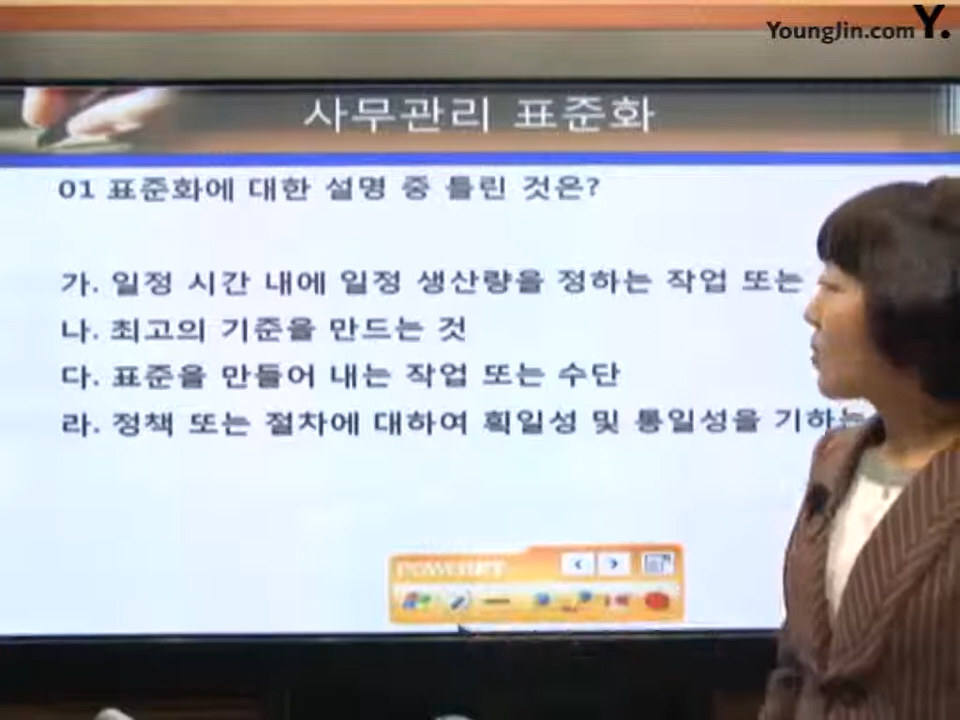 YoungJin.com Y.
사무관리 표준화
01 표준화에 대한 설명 중 틀린 것은?
가. 일정 시간 내에 일정 생산량을 정하는 작업 또는
나. 최고의 기준을 만드는 것
다. 표준을 만들어 내는 작업 또는 수단
라. 정책 또는 절차에 대하여 획일성 및 통일성을 기하는